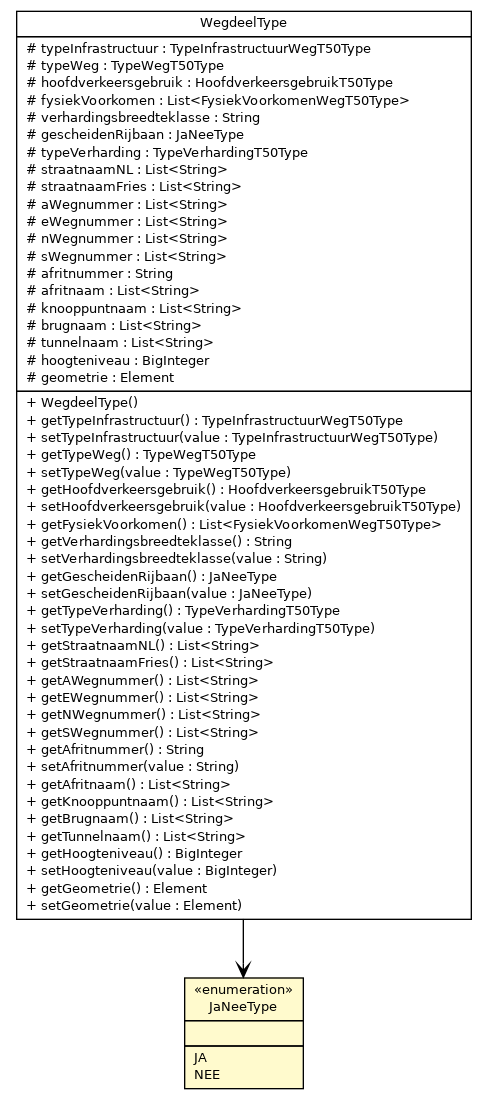 WegdeelType
# typeInfrastructuur : TypeInfrastructuurWegT50Type
# typeWeg : TypeWegT50Type
# hoofdverkeersgebruik : HoofdverkeersgebruikT50Type
# fysiekVoorkomen : List<FysiekVoorkomenWegT50Type>
# verhardingsbreedteklasse : String
# gescheidenRijbaan : JaNeeType
# typeVerharding : TypeVerhardingT50Type
# straatnaamNL : List<String>
# straatnaamFries : List<String>
# aWegnummer : List<String>
# eWegnummer : List<String>
# nWegnummer : List<String>
# sWegnummer : List<String>
# afritnummer : String
# afritnaam : List<String>
# knooppuntnaam : List<String>
# brugnaam : List<String>
# tunnelnaam : List<String>
# hoogteniveau : BigInteger
# geometrie : Element
+ WegdeelType()
+ getTypeInfrastructuur() : TypeInfrastructuurWegT50Type
+ setTypeInfrastructuur(value : TypeInfrastructuurWegT50Type)
+ getTypeWeg() : TypeWegT50Type
+ setTypeWeg(value : TypeWegT50Type)
+ getHoofdverkeersgebruik() : HoofdverkeersgebruikT50Type
+ setHoofdverkeersgebruik(value : HoofdverkeersgebruikT50Type)
+ getFysiekVoorkomen() : List<FysiekVoorkomenWegT50Type>
+ getVerhardingsbreedteklasse() : String
+ setVerhardingsbreedteklasse(value : String)
+ getGescheidenRijbaan() : JaNeeType
+ setGescheidenRijbaan(value : JaNeeType)
+ getTypeVerharding() : TypeVerhardingT50Type
+ setTypeVerharding(value : TypeVerhardingT50Type)
+ getStraatnaamNL() : List<String>
+ getStraatnaamFries() : List<String>
+ getAWegnummer() : List<String>
+ getEWegnummer() : List<String>
+ getNWegnummer() : List<String>
+ getSWegnummer() : List<String>
+ getAfritnummer() : String
+ setAfritnummer(value : String)
+ getAfritnaam() : List<String>
+ getKnooppuntnaam() : List<String>
+ getBrugnaam() : List<String>
+ getTunnelnaam() : List<String>
+ getHoogteniveau() : BigInteger
+ setHoogteniveau(value : BigInteger)
+ getGeometrie() : Element
+ setGeometrie(value : Element)
«enumeration»
JaNeeType
JA
NEE